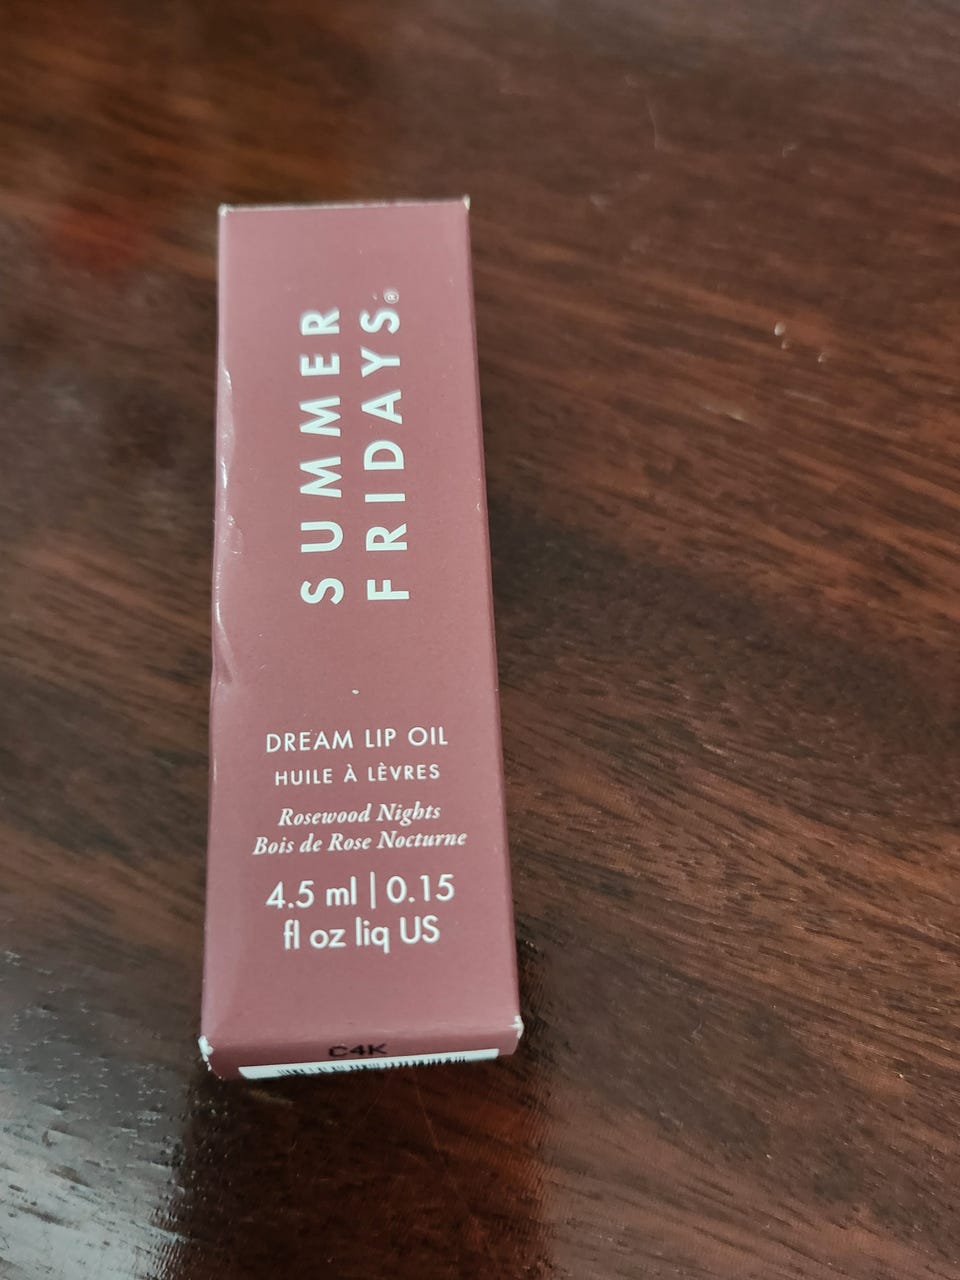 SUMMER
FRIDAYS®
DREAM LIP OIL
HUILE À LÈVRES
Rosewood Nights
Bois de Rose Nocturne
4.5 ml | 0.15
fl oz liq US
C4K